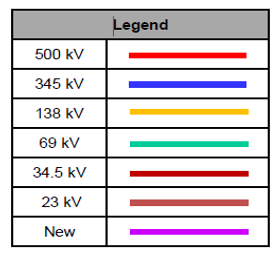 Legend
500 kV
345 kV
138 kV
69 kV
34.5 kV
23 kV
New